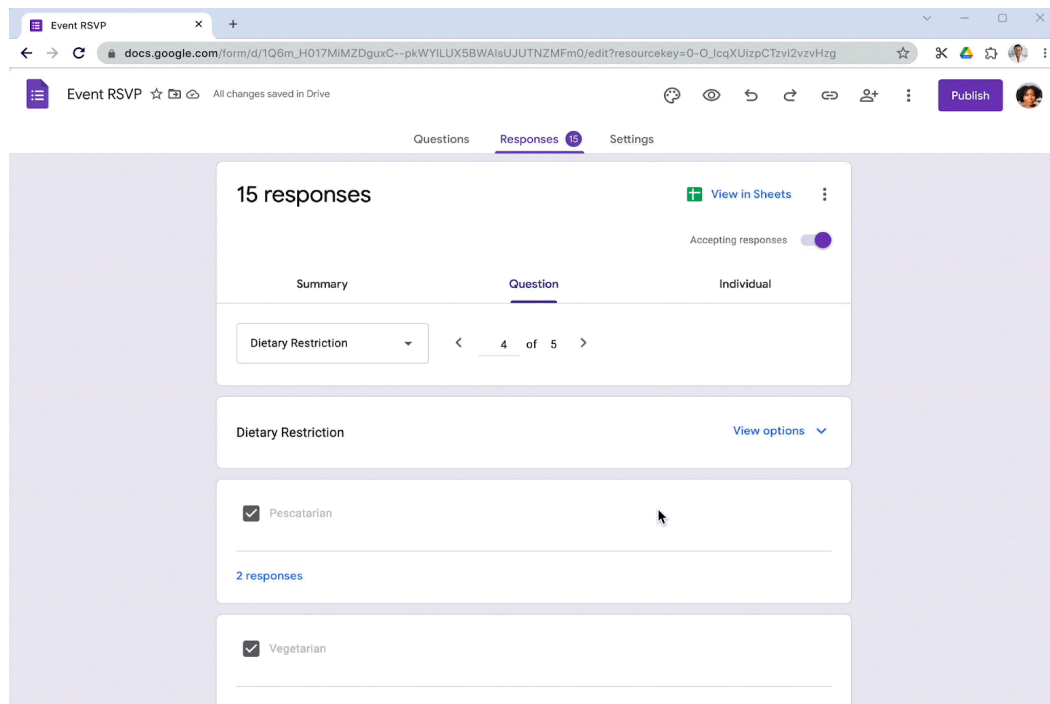 Event RSVP
docs.google.com/form/d/1Q6m_H017MiMZDguxC--pkWYlLUX5BWAlsUJUTNZMFm0/edit?resourcekey=0-O_IcqXUizpCTzvi2vzvHzg
Event RSVP All changes saved in Drive Publish
Questions Responses 15 Settings
15 responses View in Sheets
Accepting responses
Summary Question Individual
Dietary Restriction 4 of 5
Dietary Restriction View options
Pescatarian
2 responses
Vegetarian